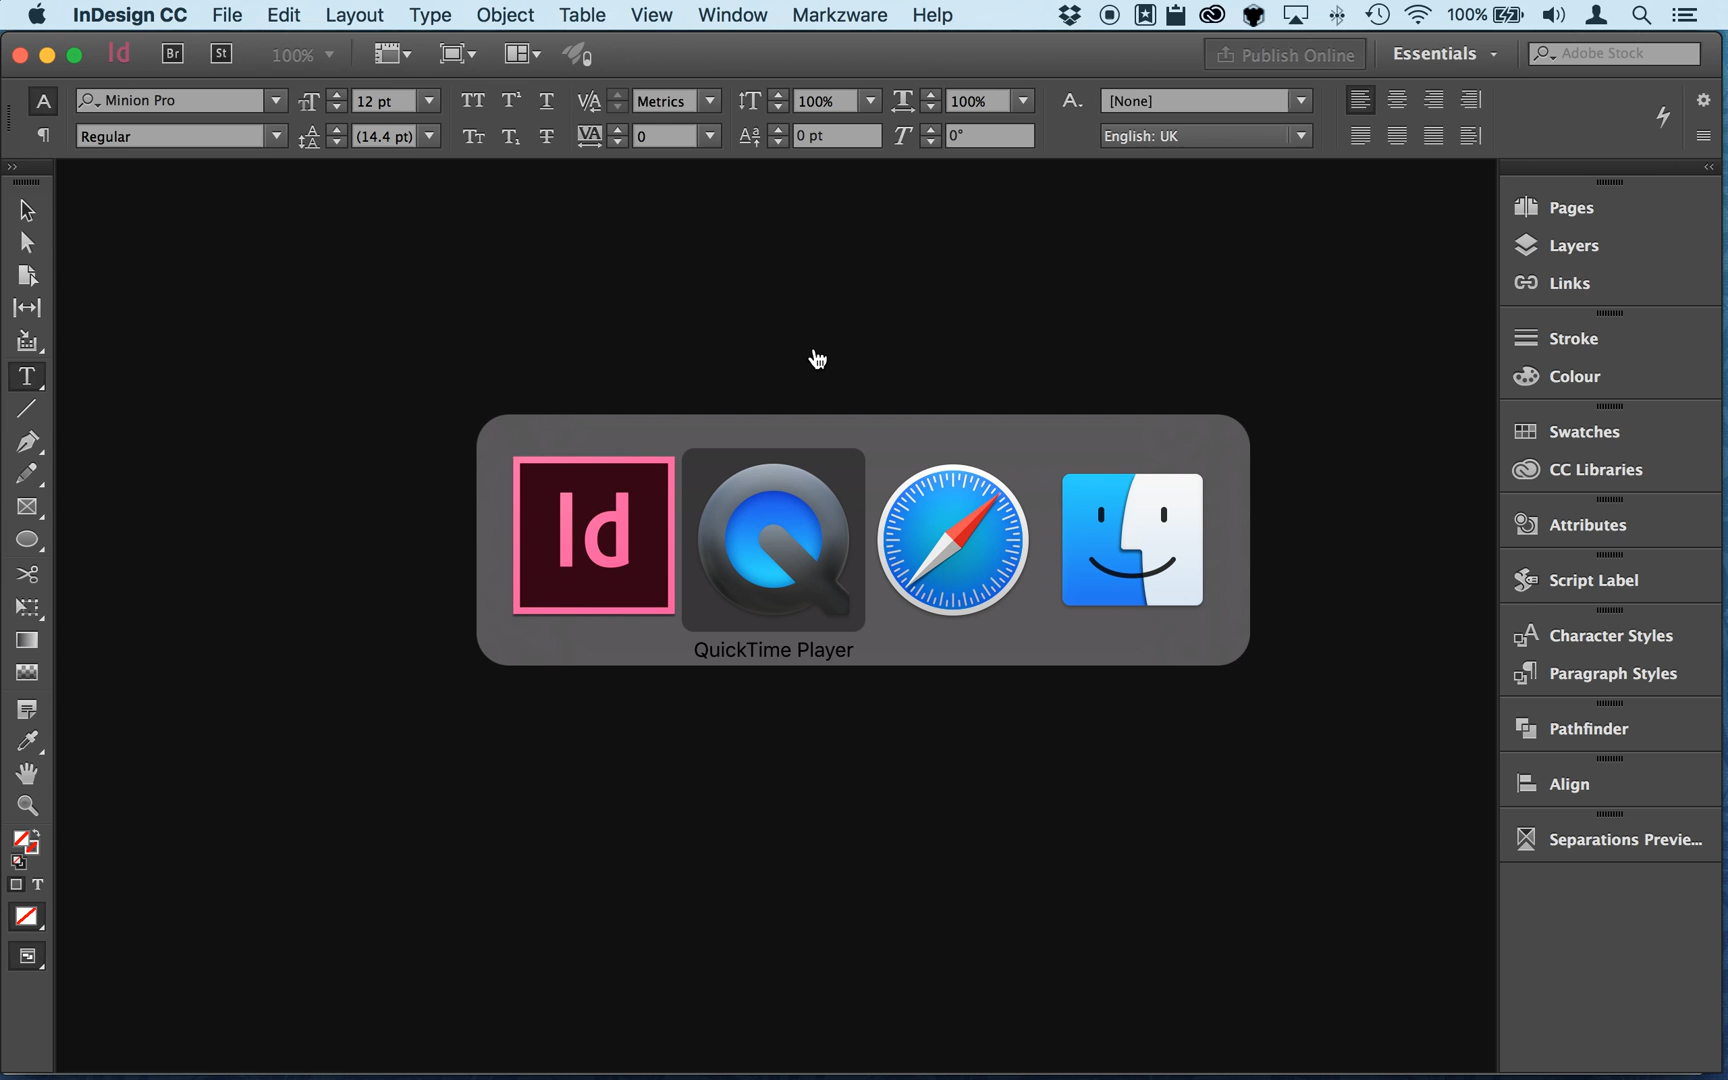 InDesign CC File Edit Layout Type Object Table View Window Markzware Help 100%
Id Br St 100% Publish Online Essentials Adobe Stock
A Minion Pro 12 pt Metrics 100% 100% A. [None]
Regular (14.4 pt) 0 0 pt 0° English: UK
Pages
Layers
Links
Stroke
Colour
Swatches
CC Libraries
Attributes
Script Label
Character Styles
Paragraph Styles
Pathfinder
Align
Separations Previe...
Id
QuickTime Player